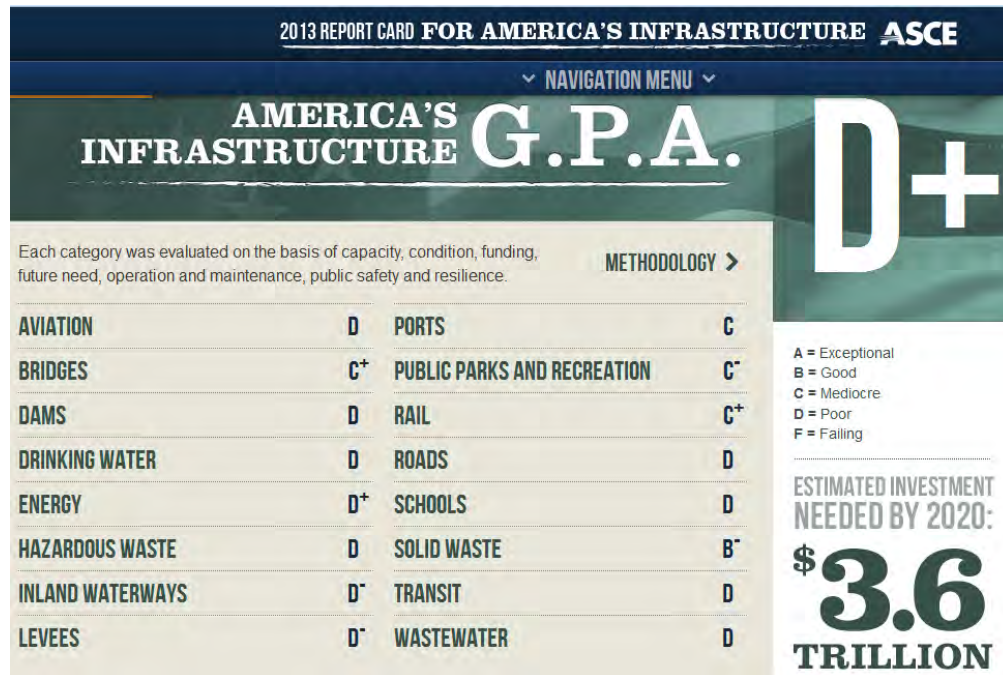 2013 REPORT CARD FOR AMERICA'S INFRASTRUCTURE ASCE
NAVIGATION MENU
AMERICA'S
INFRASTRUCTURE G.P.A.
D+
Each category was evaluated on the basis of capacity, condition, funding,
future need, operation and maintenance, public safety and resilience.
METHODOLOGY
AVIATION D
BRIDGES C+
DAMS D
DRINKING WATER D
ENERGY D+
HAZARDOUS WASTE D
INLAND WATERWAYS D-
LEVEES D-
PORTS C
PUBLIC PARKS AND RECREATION C-
RAIL C+
ROADS D
SCHOOLS D
SOLID WASTE B-
TRANSIT D
WASTEWATER D
A = Exceptional
B = Good
C = Mediocre
D = Poor
F = Failing
ESTIMATED INVESTMENT
NEEDED BY 2020:
$3.6
TRILLION